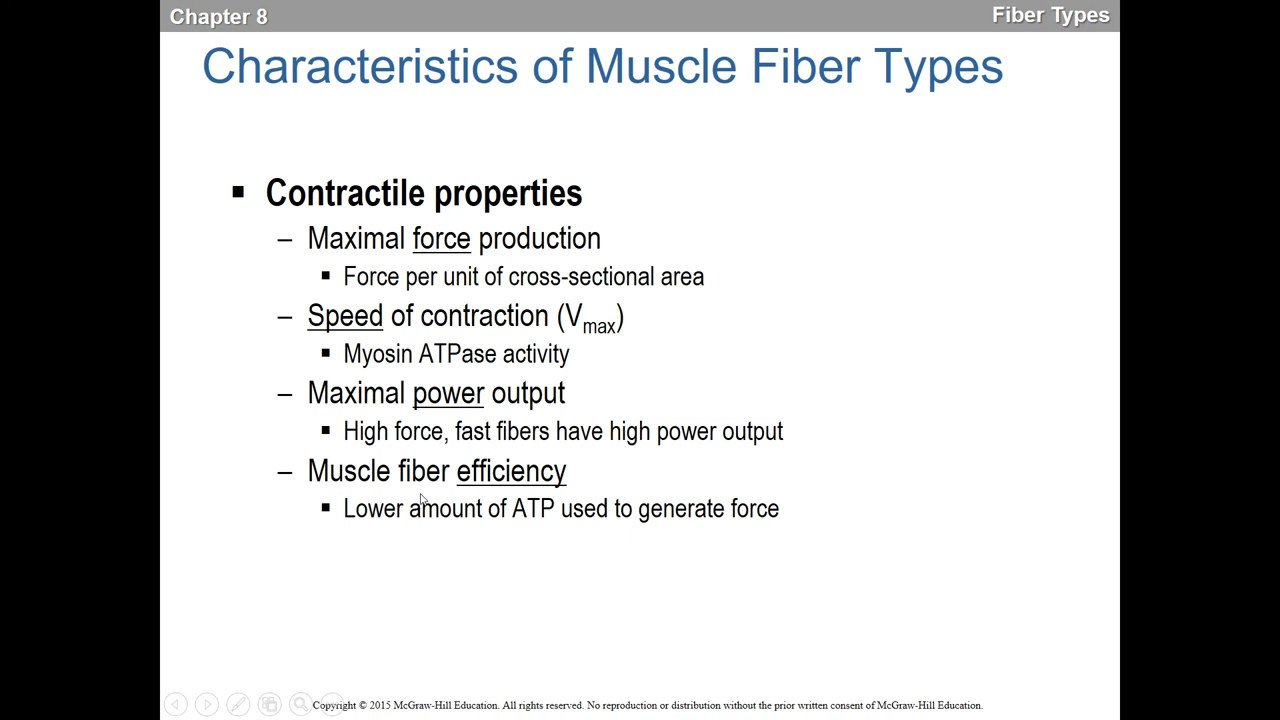 Chapter 8
Fiber Types
Characteristics of Muscle Fiber Types
▪ Contractile properties
– Maximal force production
▪ Force per unit of cross-sectional area
– Speed of contraction (Vmax)
▪ Myosin ATPase activity
– Maximal power output
▪ High force, fast fibers have high power output
– Muscle fiber efficiency
▪ Lower amount of ATP used to generate force
Copyright © 2015 McGraw-Hill Education. All rights reserved. No reproduction or distribution without the prior written consent of McGraw-Hill Education.